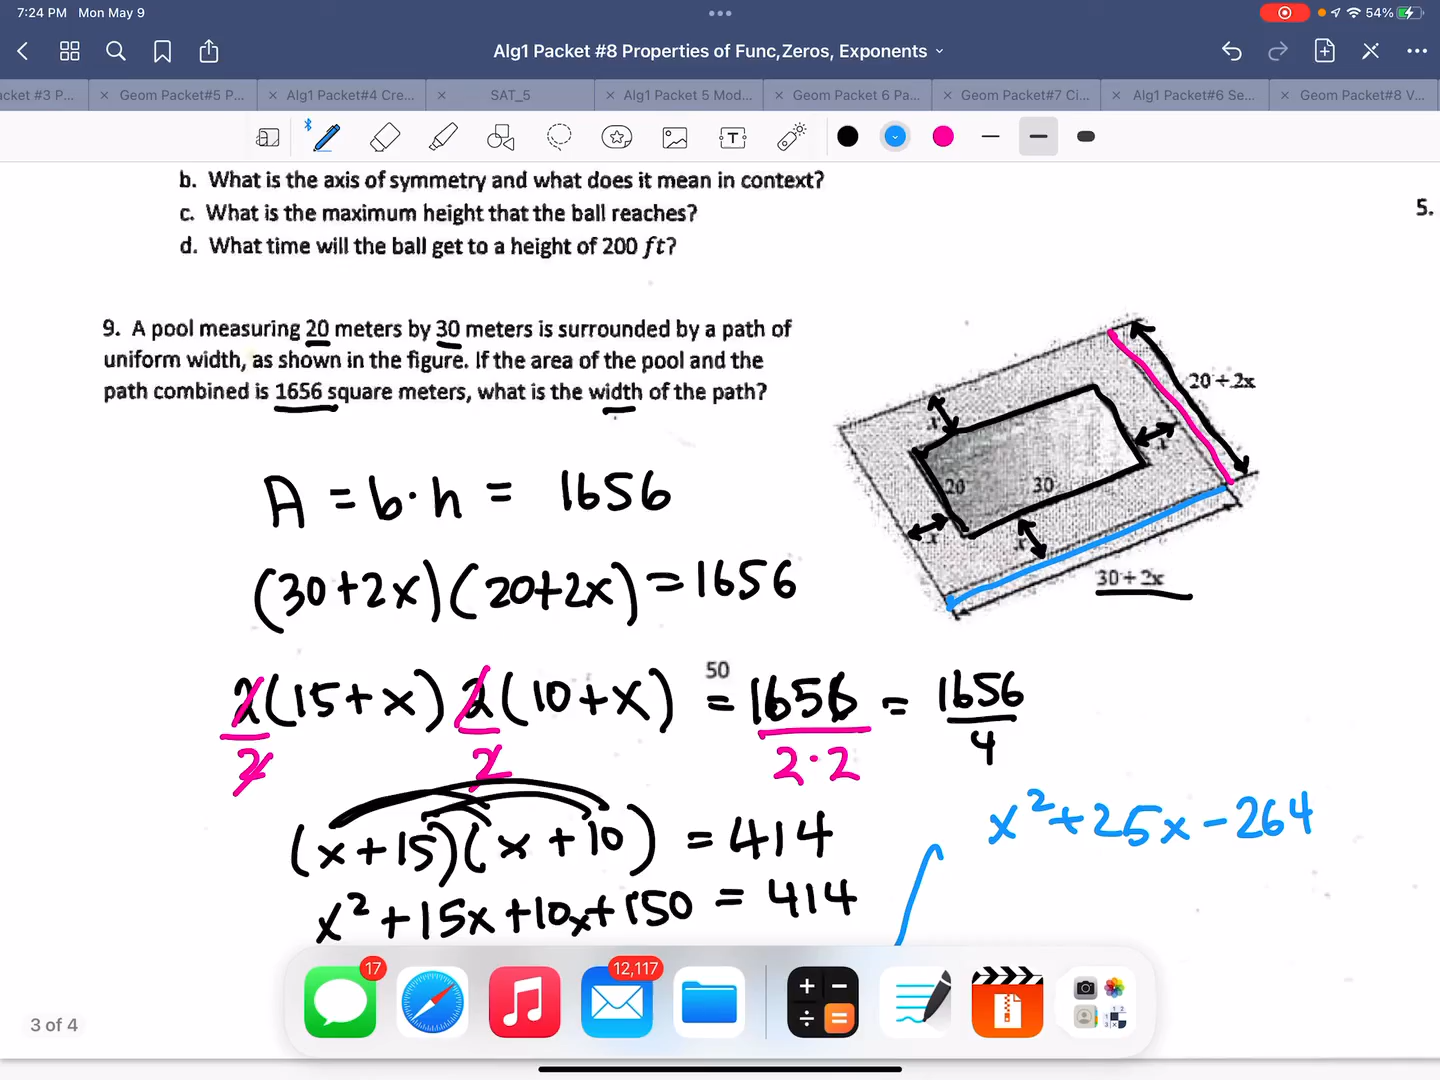 7:24 PM Mon May 9
54%
Alg1 Packet #8 Properties of Func,Zeros, Exponents
acket #3 P... × Geom Packet#5 P... × Alg1 Packet#4 Cre... × SAT_5 × Alg1 Packet 5 Mod... × Geom Packet 6 Pa... × Geom Packet#7 Ci... × Alg1 Packet#6 Se... × Geom Packet#8 V...
b. What is the axis of symmetry and what does it mean in context?
c. What is the maximum height that the ball reaches?
5.
d. What time will the ball get to a height of 200 ft?
9. A pool measuring 20 meters by 30 meters is surrounded by a path of
uniform width, as shown in the figure. If the area of the pool and the
path combined is 1656 square meters, what is the width of the path?
20 + 2x
x
x
20
30
x
x
30 + 2x
A = b·h = 1656
(30+2x)(20+2x)=1656
50
2(15+x) 2(10+x) = 1656 = 1656
2 2 2·2 4
(x+15)(x+10) = 414
x²+25x-264
x²+15x+10x+150 = 414
17
12,117
3 of 4